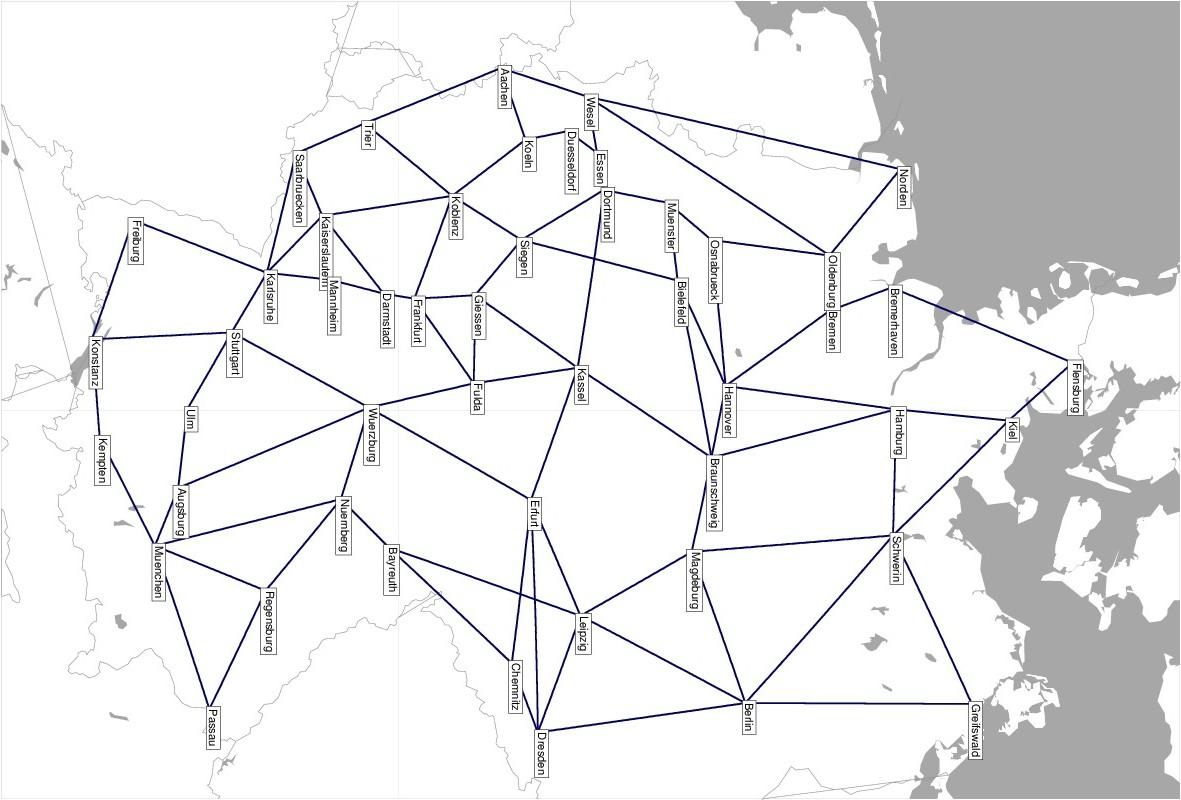 Aachen
Wesel
Trier
Koeln
Duesseldorf
Essen
Saarbruecken
Norden
Koblenz
Dortmund
Muenster
Freiburg
Kaiserslautern
Siegen
Osnabrueck
Oldenburg
Karlsruhe
Mannheim
Darmstadt
Frankfurt
Giessen
Bielefeld
Bremen
Bremerhaven
Konstanz
Stuttgart
Flensburg
Fulda
Kassel
Hannover
Ulm
Wuerzburg
Hamburg
Kiel
Kempten
Augsburg
Braunschweig
Nuernberg
Erfurt
Muenchen
Bayreuth
Magdeburg
Schwerin
Regensburg
Leipzig
Chemnitz
Passau
Dresden
Berlin
Greifswald